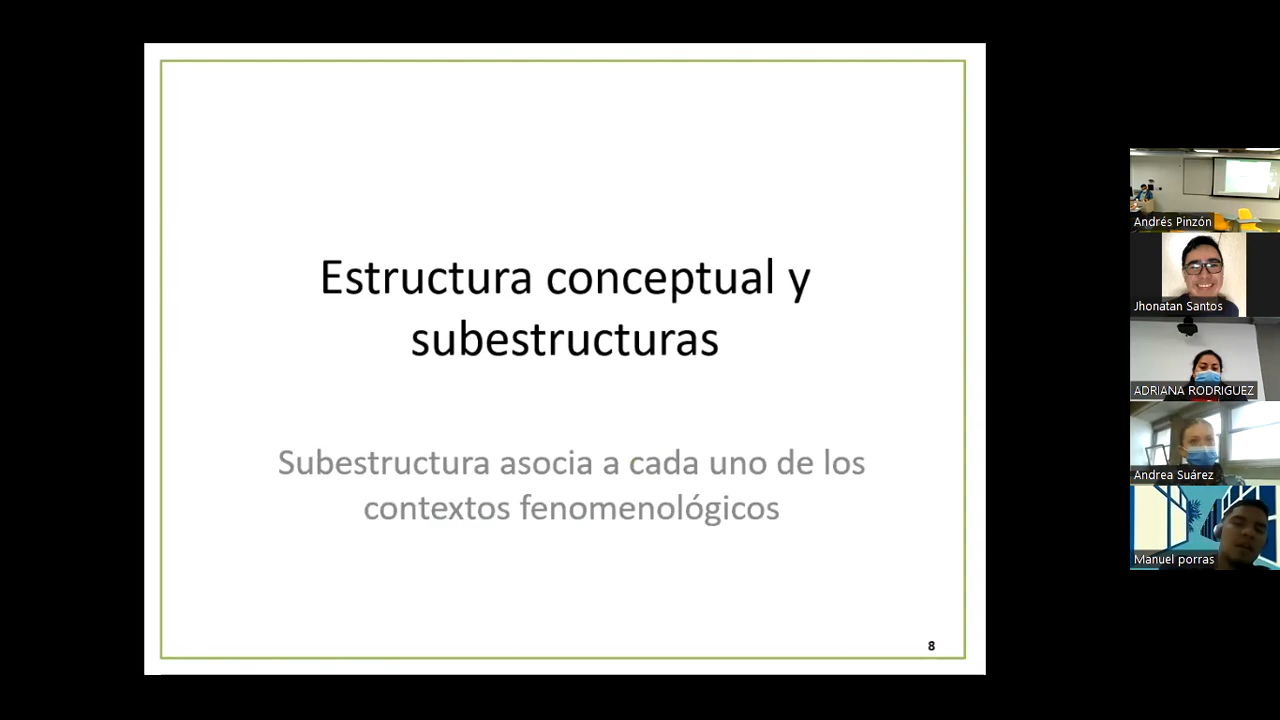 Estructura conceptual y
subestructuras
Subestructura asocia a cada uno de los
contextos fenomenológicos
8
Andrés Pinzón
Jhonatan Santos
ADRIANA RODRIGUEZ
Andrea Suárez
Manuel porras